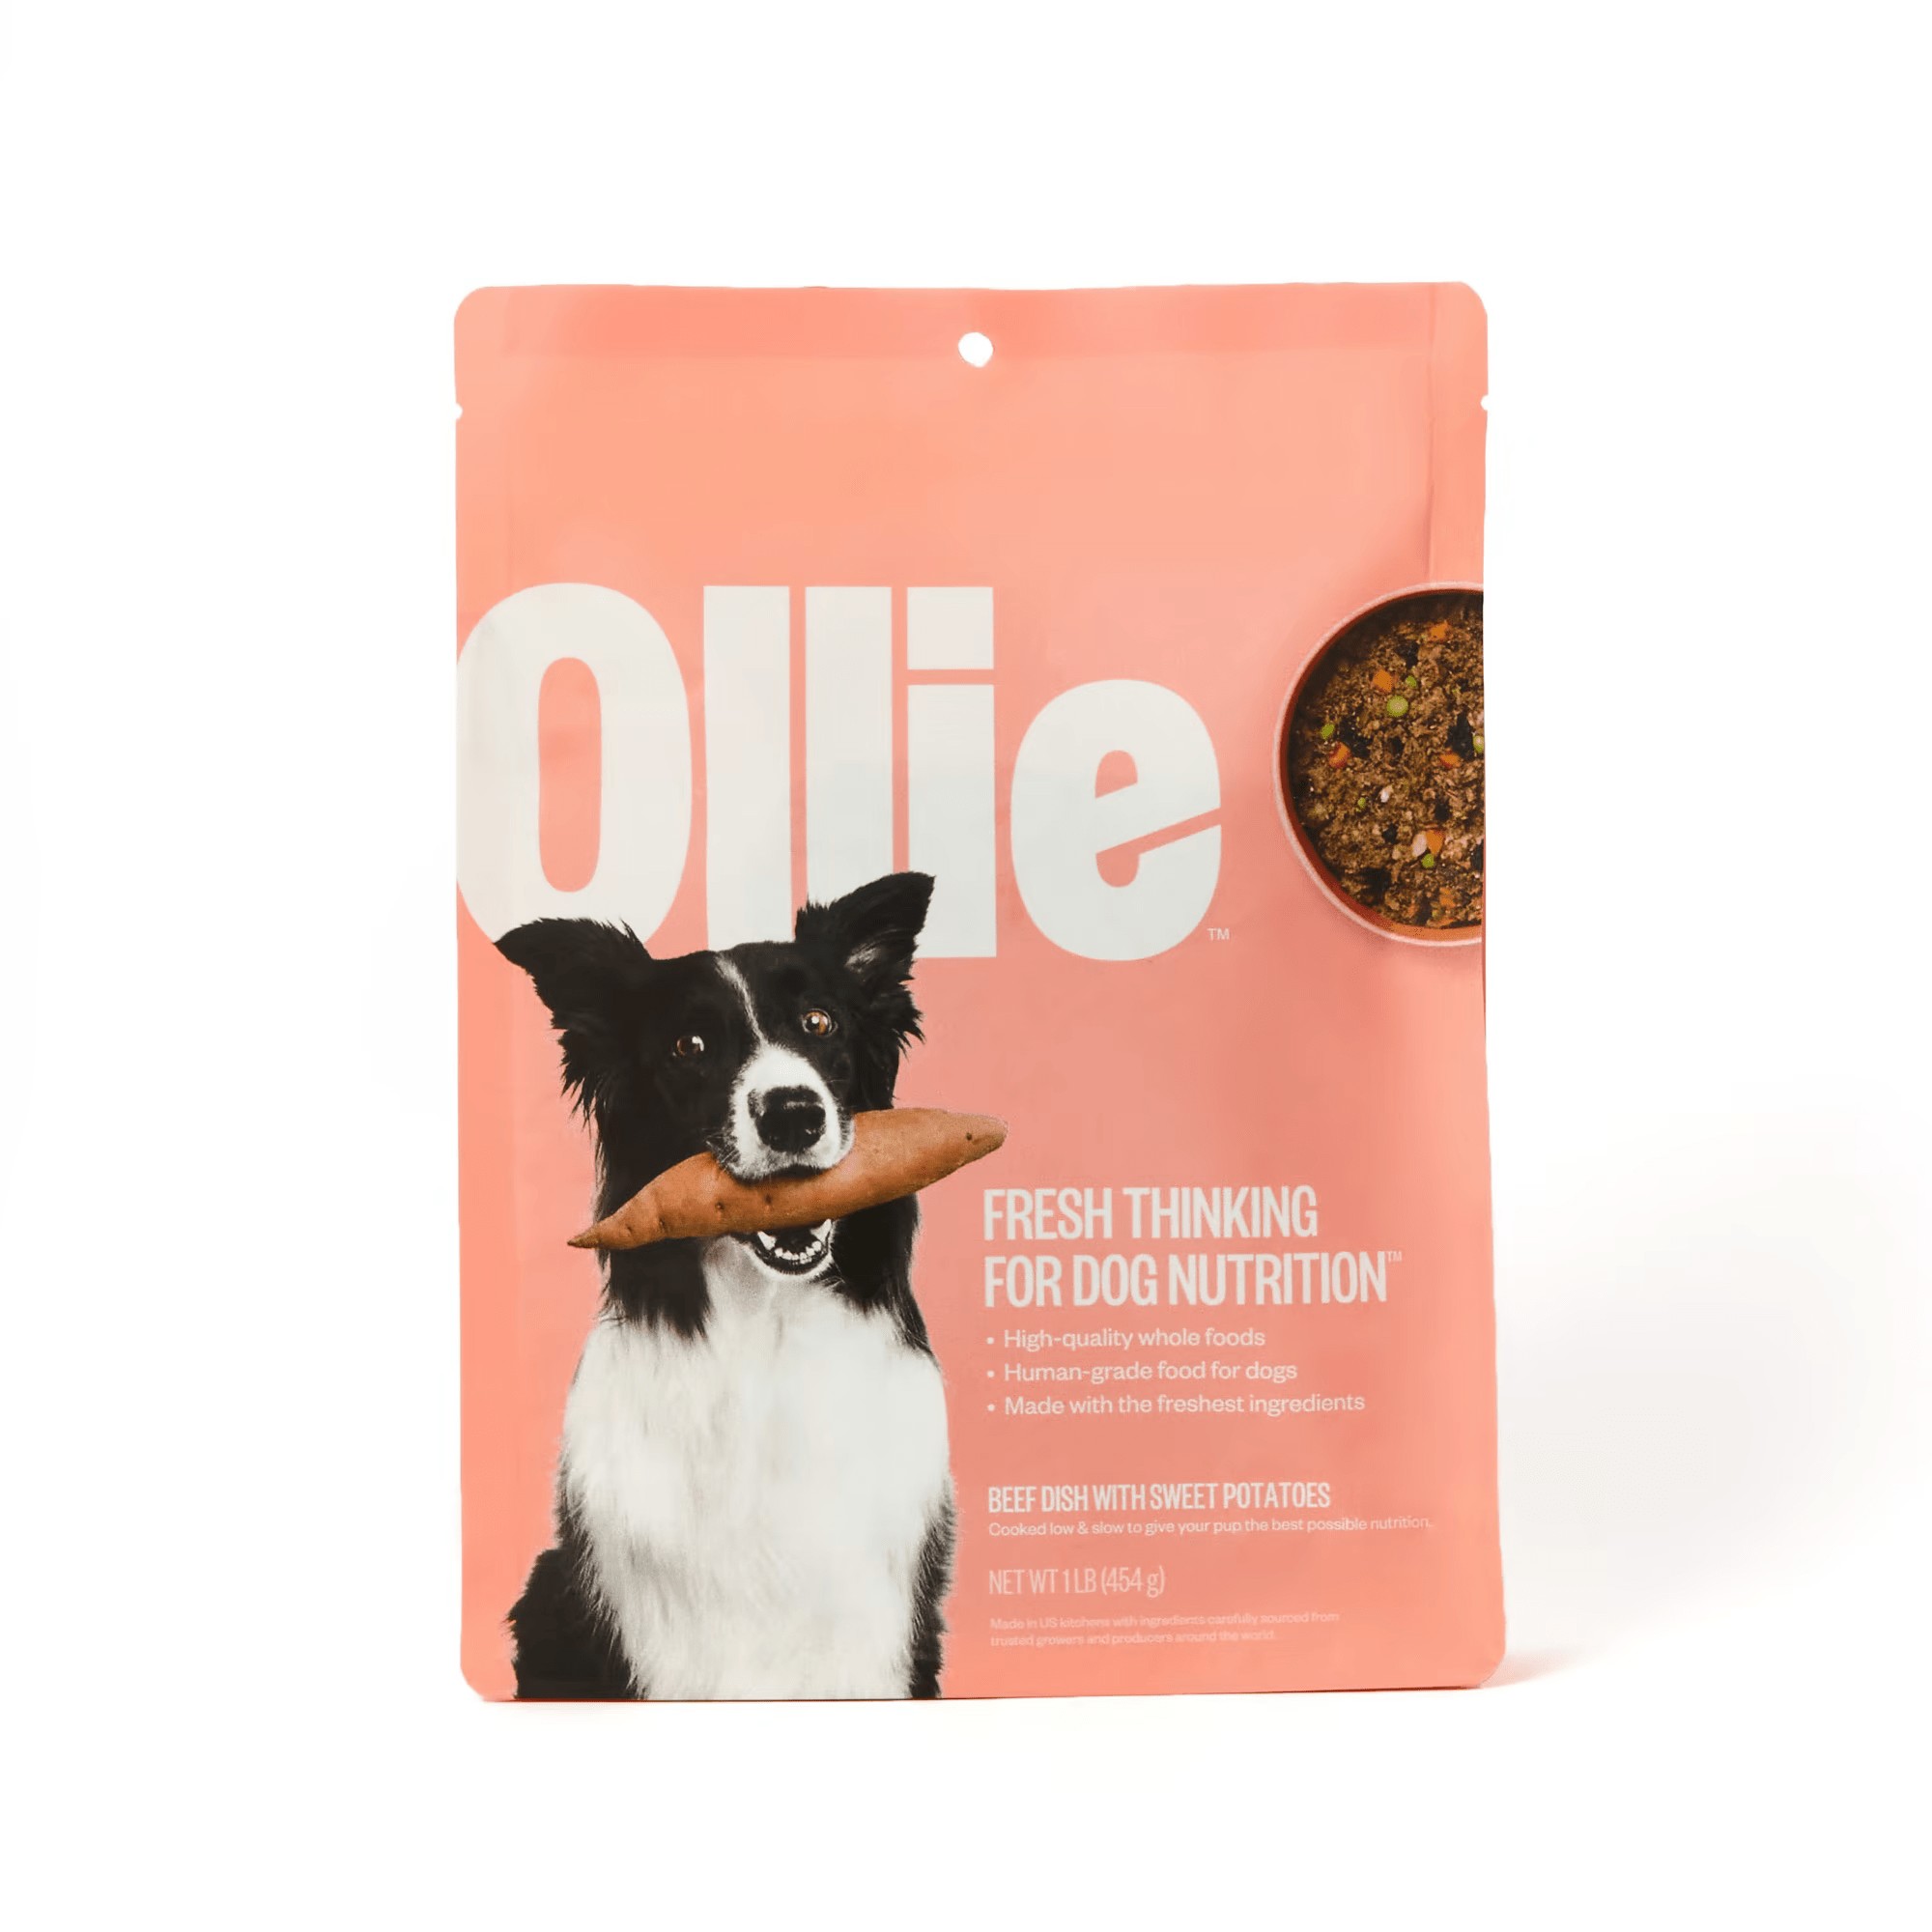 Ollie™
FRESH THINKING
FOR DOG NUTRITION™
• High-quality whole foods
• Human-grade food for dogs
• Made with the freshest ingredients
BEEF DISH WITH SWEET POTATOES
Cooked low & slow to give your pup the best possible nutrition.
NET WT 1 LB (454 g)
Made in US kitchens with ingredients carefully sourced from
trusted growers and producers around the world.